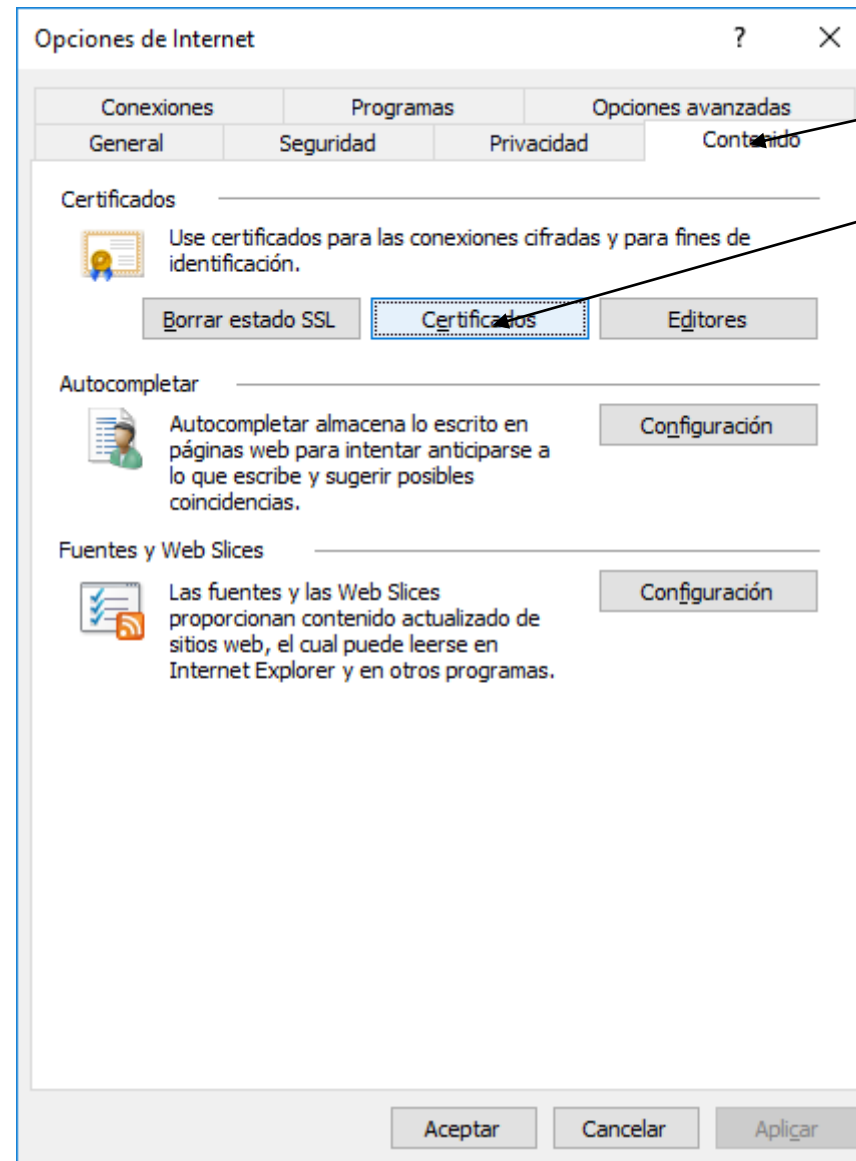 Opciones de Internet ?
Conexiones Programas Opciones avanzadas
General Seguridad Privacidad Contenido
Certificados
Use certificados para las conexiones cifradas y para fines de
identificación.
Borrar estado SSL Certificados Editores
Autocompletar
Autocompletar almacena lo escrito en
páginas web para intentar anticiparse a
lo que escribe y sugerir posibles
coincidencias.
Configuración
Fuentes y Web Slices
Las fuentes y las Web Slices
proporcionan contenido actualizado de
sitios web, el cual puede leerse en
Internet Explorer y en otros programas.
Configuración
Aceptar Cancelar Aplicar